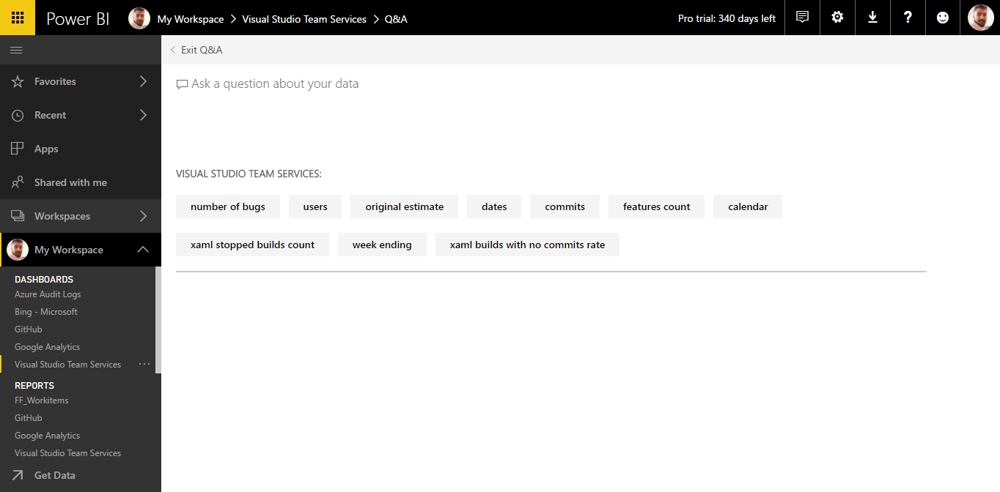 Power BI My Workspace > Visual Studio Team Services > Q&A Pro trial: 340 days left ?
< Exit Q&A
Ask a question about your data
Favorites
Recent
Apps
Shared with me
Workspaces
My Workspace
DASHBOARDS
Azure Audit Logs
Bing - Microsoft
GitHub
Google Analytics
Visual Studio Team Services ...
REPORTS
FF_Workitems
GitHub
Google Analytics
Visual Studio Team Services
Get Data
VISUAL STUDIO TEAM SERVICES:
number of bugs users original estimate dates commits features count calendar
xaml stopped builds count week ending xaml builds with no commits rate